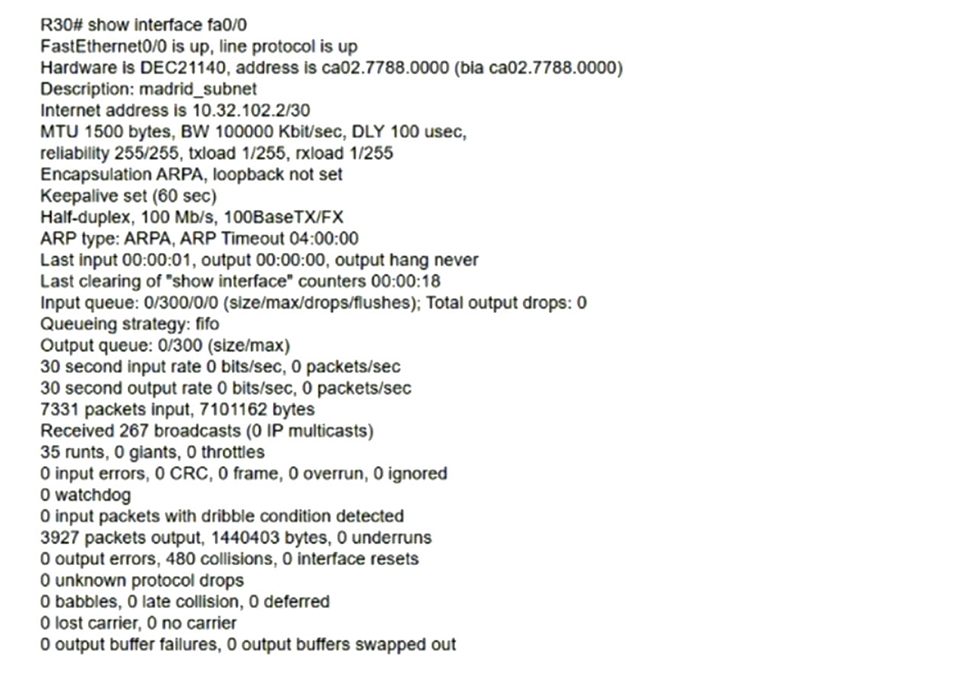 R30# show interface fa0/0
FastEthernet0/0 is up, line protocol is up
Hardware is DEC21140, address is ca02.7788.0000 (bia ca02.7788.0000)
Description: madrid_subnet
Internet address is 10.32.102.2/30
MTU 1500 bytes, BW 100000 Kbit/sec, DLY 100 usec,
reliability 255/255, txload 1/255, rxload 1/255
Encapsulation ARPA, loopback not set
Keepalive set (60 sec)
Half-duplex, 100 Mb/s, 100BaseTX/FX
ARP type: ARPA, ARP Timeout 04:00:00
Last input 00:00:01, output 00:00:00, output hang never
Last clearing of "show interface" counters 00:00:18
Input queue: 0/300/0/0 (size/max/drops/flushes); Total output drops: 0
Queueing strategy: fifo
Output queue: 0/300 (size/max)
30 second input rate 0 bits/sec, 0 packets/sec
30 second output rate 0 bits/sec, 0 packets/sec
7331 packets input, 7101162 bytes
Received 267 broadcasts (0 IP multicasts)
35 runts, 0 giants, 0 throttles
0 input errors, 0 CRC, 0 frame, 0 overrun, 0 ignored
0 watchdog
0 input packets with dribble condition detected
3927 packets output, 1440403 bytes, 0 underruns
0 output errors, 480 collisions, 0 interface resets
0 unknown protocol drops
0 babbles, 0 late collision, 0 deferred
0 lost carrier, 0 no carrier
0 output buffer failures, 0 output buffers swapped out